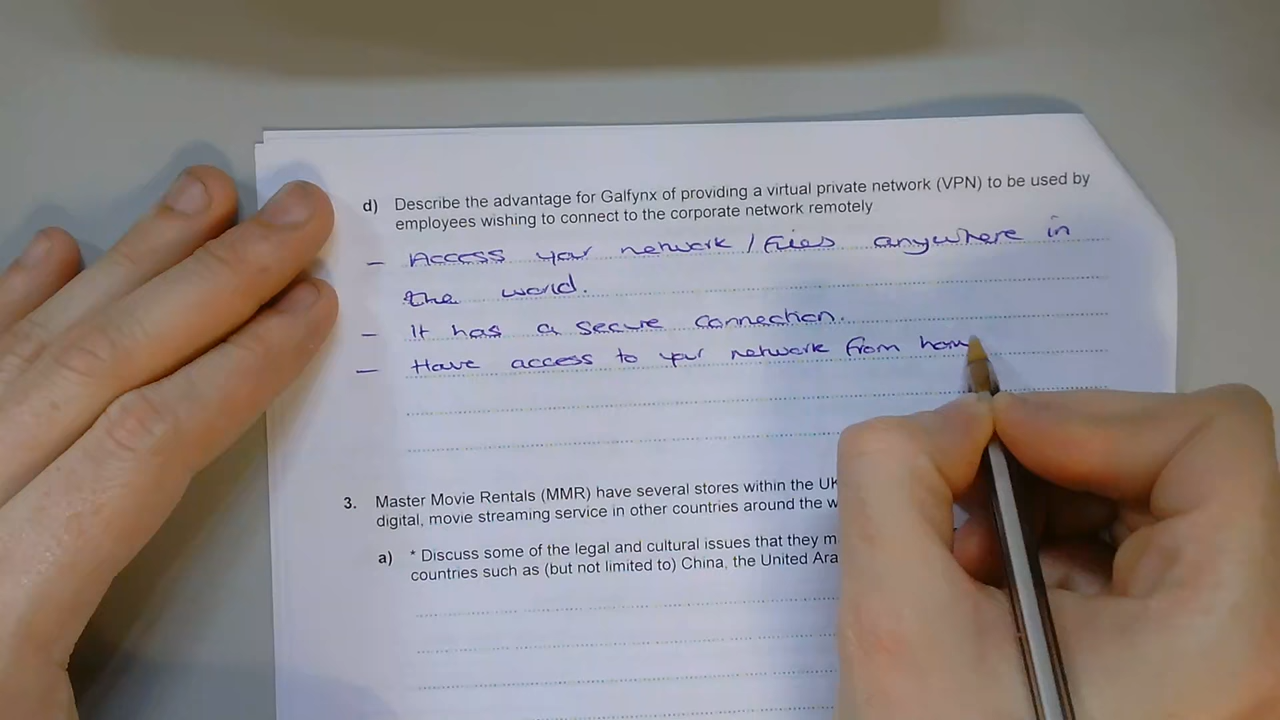 d) Describe the advantage for Galfynx of providing a virtual private network (VPN) to be used by
employees wishing to connect to the corporate network remotely
- Access your network / files anywhere in
the world.
- It has a secure connection.
- Have access to your network from hom
3. Master Movie Rentals (MMR) have several stores within the UK
digital, movie streaming service in other countries around the w
a) * Discuss some of the legal and cultural issues that they m
countries such as (but not limited to) China, the United Ara